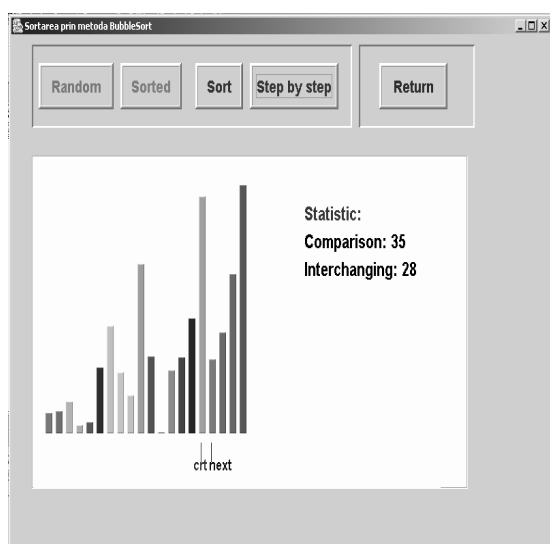 Sortarea prin metoda BubbleSort
Random Sorted Sort Step by step Return
Statistic:
Comparison: 35
Interchanging: 28
crt next